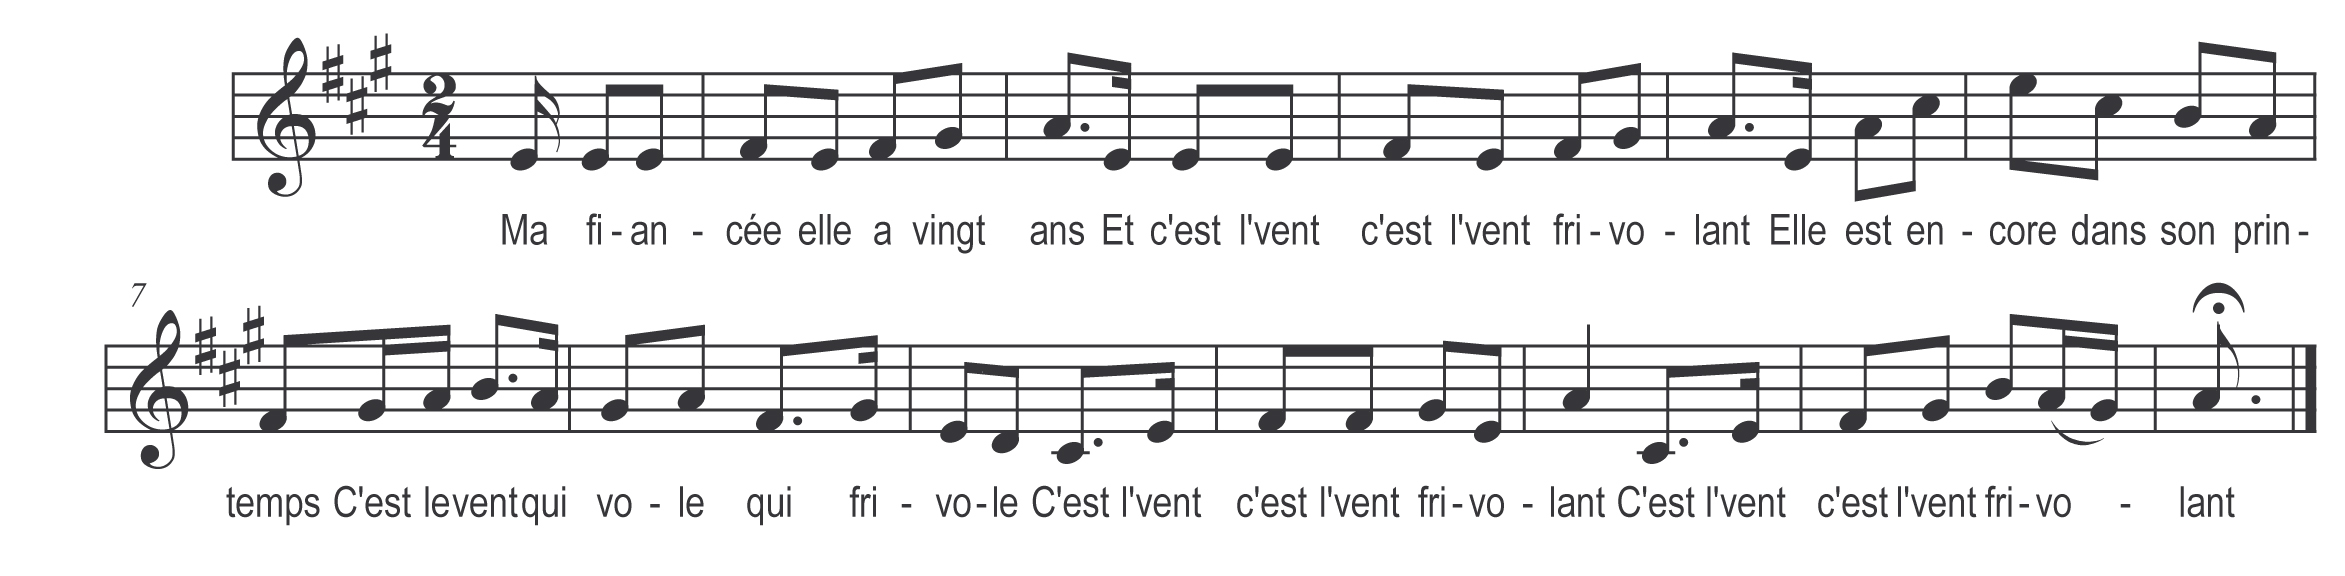 2
4
Ma fi - an - cée elle a vingt ans Et c'est l'vent c'est l'vent fri - vo - lant Elle est en - core dans son prin -
7
temps C'est le vent qui vo - le qui fri - vo - le C'est l'vent c'est l'vent fri - vo - lant C'est l'vent c'est l'vent fri - vo - lant